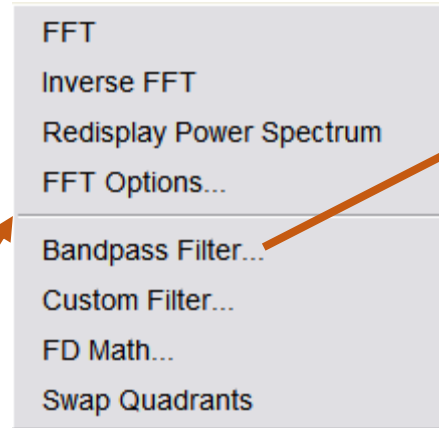 FFT
Inverse FFT
Redisplay Power Spectrum
FFT Options...
Bandpass Filter...
Custom Filter...
FD Math...
Swap Quadrants